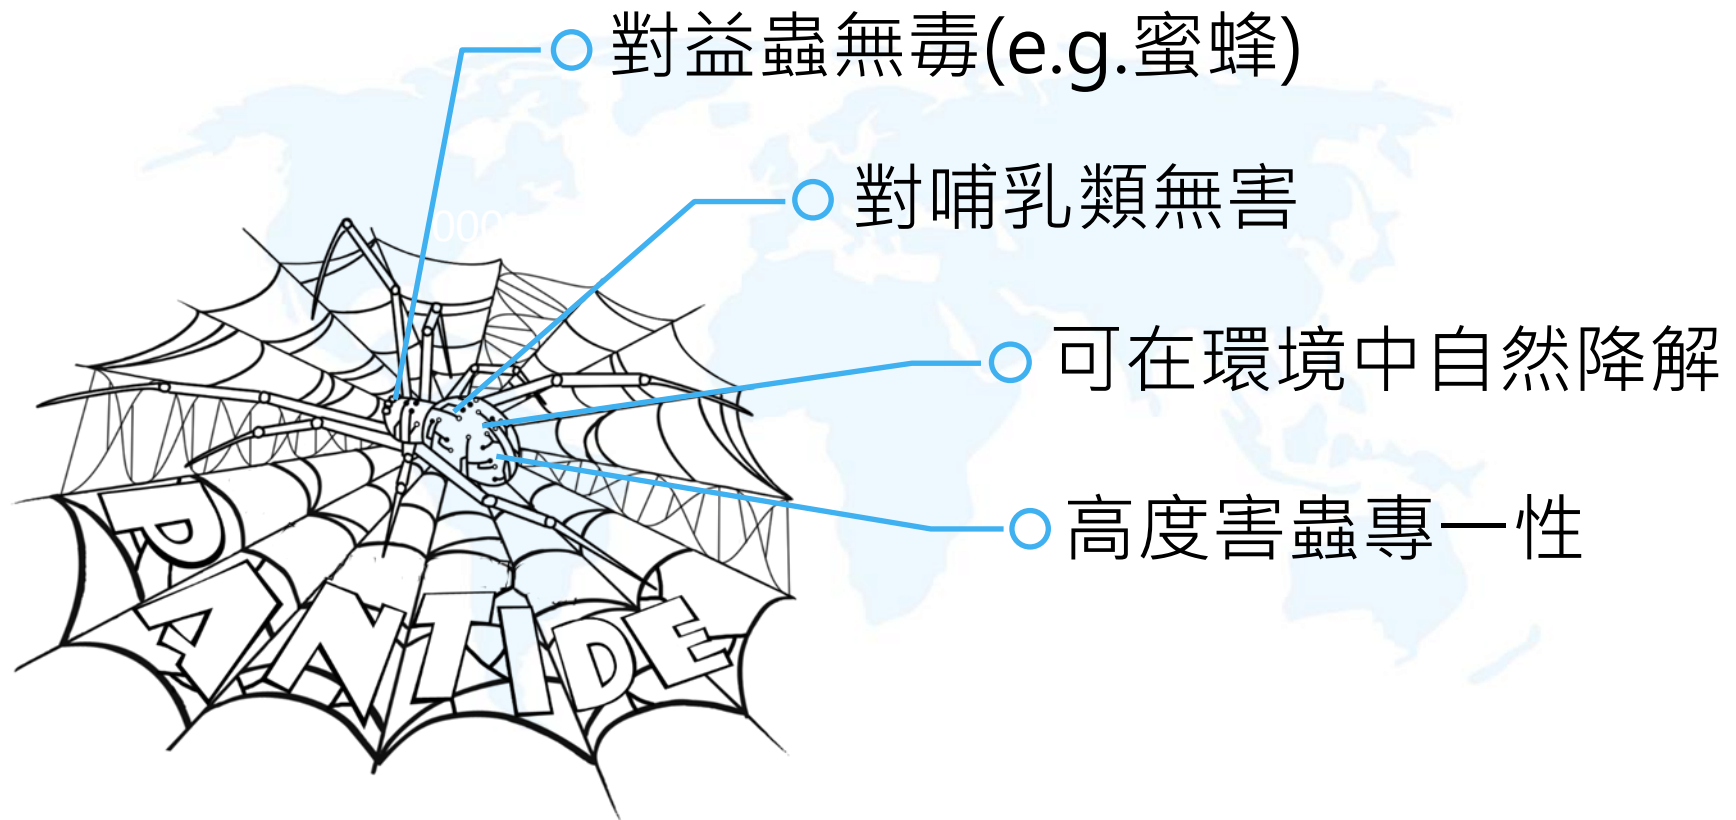 對益蟲無毒(e.g.蜜蜂)
對哺乳類無害
000
可在環境中自然降解
高度害蟲專一性
PANTIDE